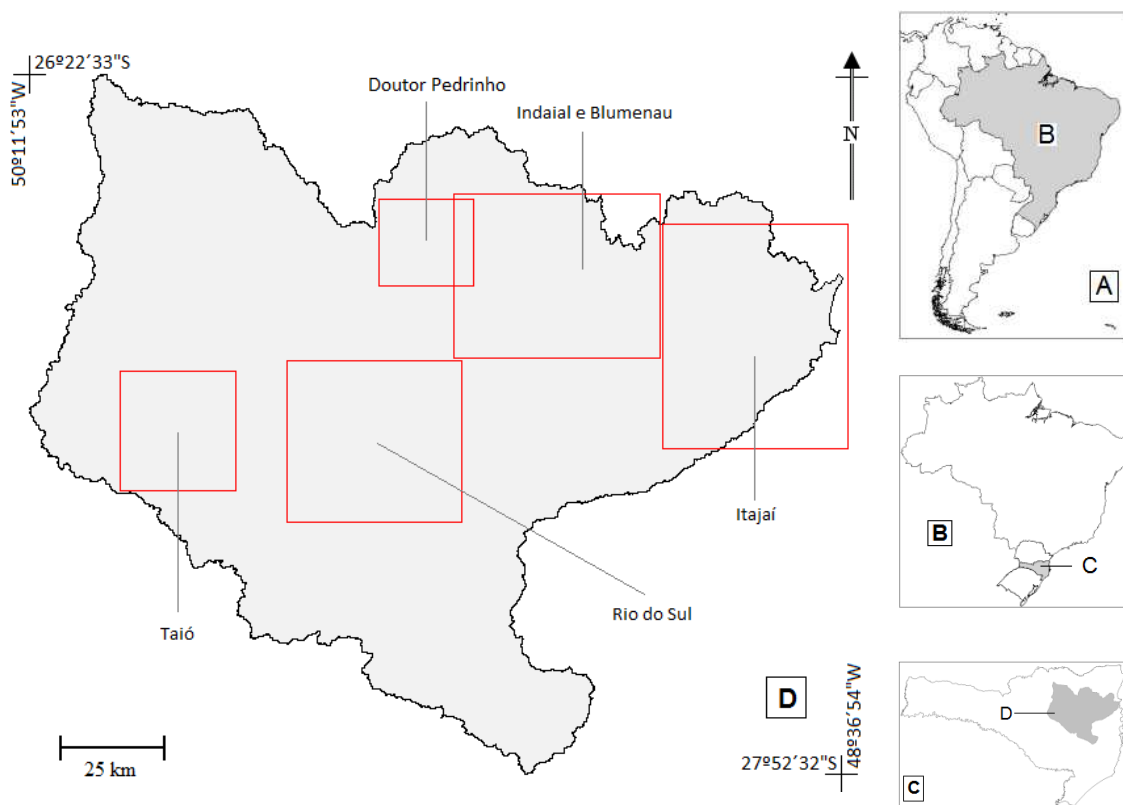 26º22´33"S
50º11´53"W
Doutor Pedrinho
Indaial e Blumenau
N
Itajaí
Rio do Sul
Taió
25 km
D
27º52´32"S
48º36´54"W
B
A
B
C
D
C